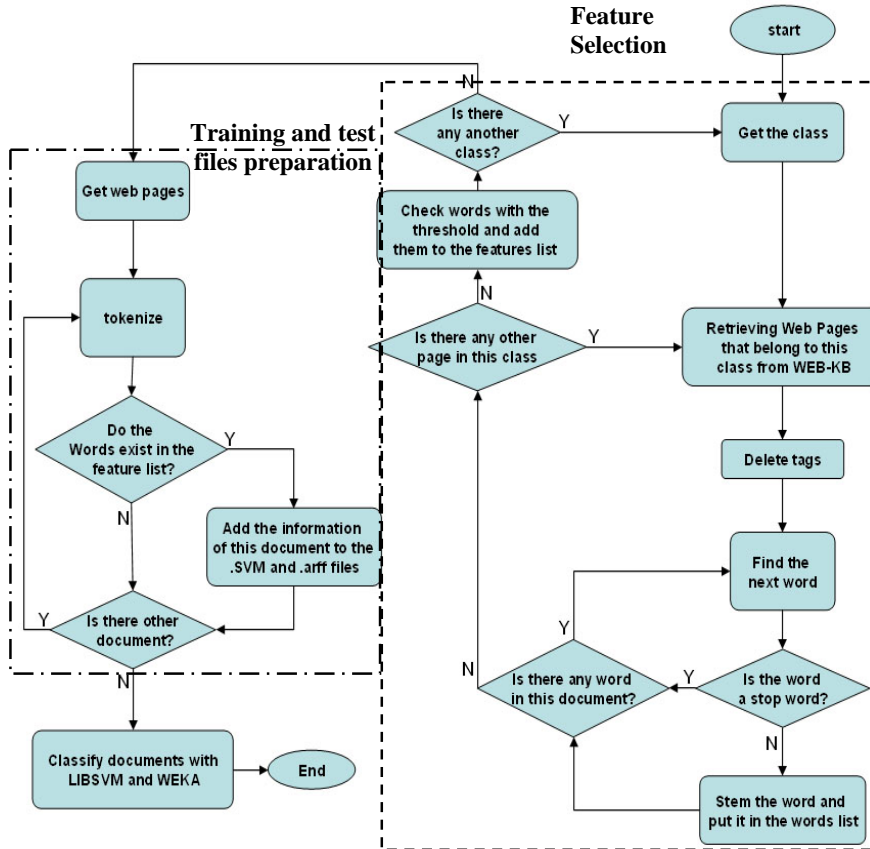 Feature
Selection
start
Get the class
Retrieving Web Pages
that belong to this
class from WEB-KB
Delete tags
Find the
next word
Is the word
a stop word?
Y
N
Stem the word and
put it in the words list
Is there any word
in this document?
Y
N
Is there any other
page in this class
Y
N
Check words with the
threshold and add
them to the features list
Is there
any another
class?
Y
N
Training and test
files preparation
Get web pages
tokenize
Do the
Words exist in the
feature list?
Y
N
Add the information
of this document to the
.SVM and .arff files
Is there other
document?
Y
N
Classify documents with
LIBSVM and WEKA
End